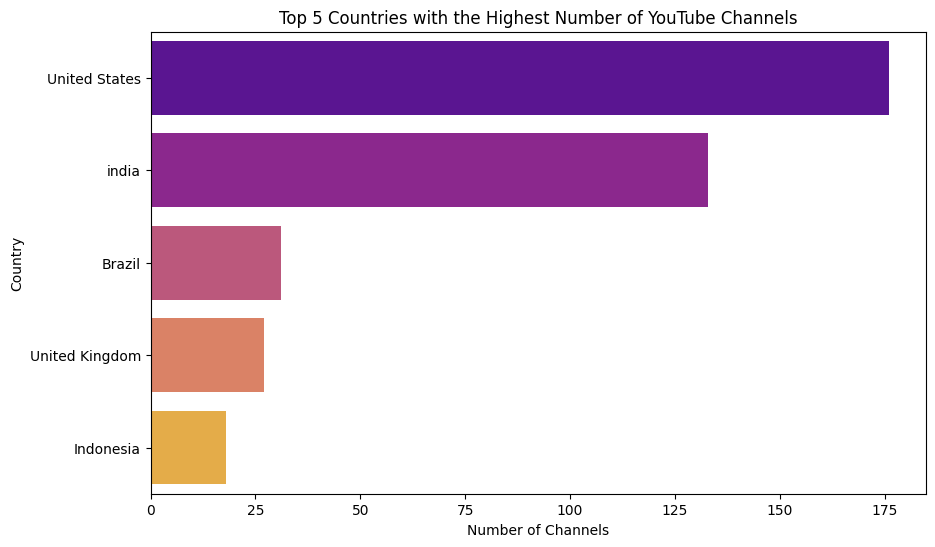 Top 5 Countries with the Highest Number of YouTube Channels
United States
india
Brazil
United Kingdom
Indonesia
Country
0 25 50 75 100 125 150 175
Number of Channels